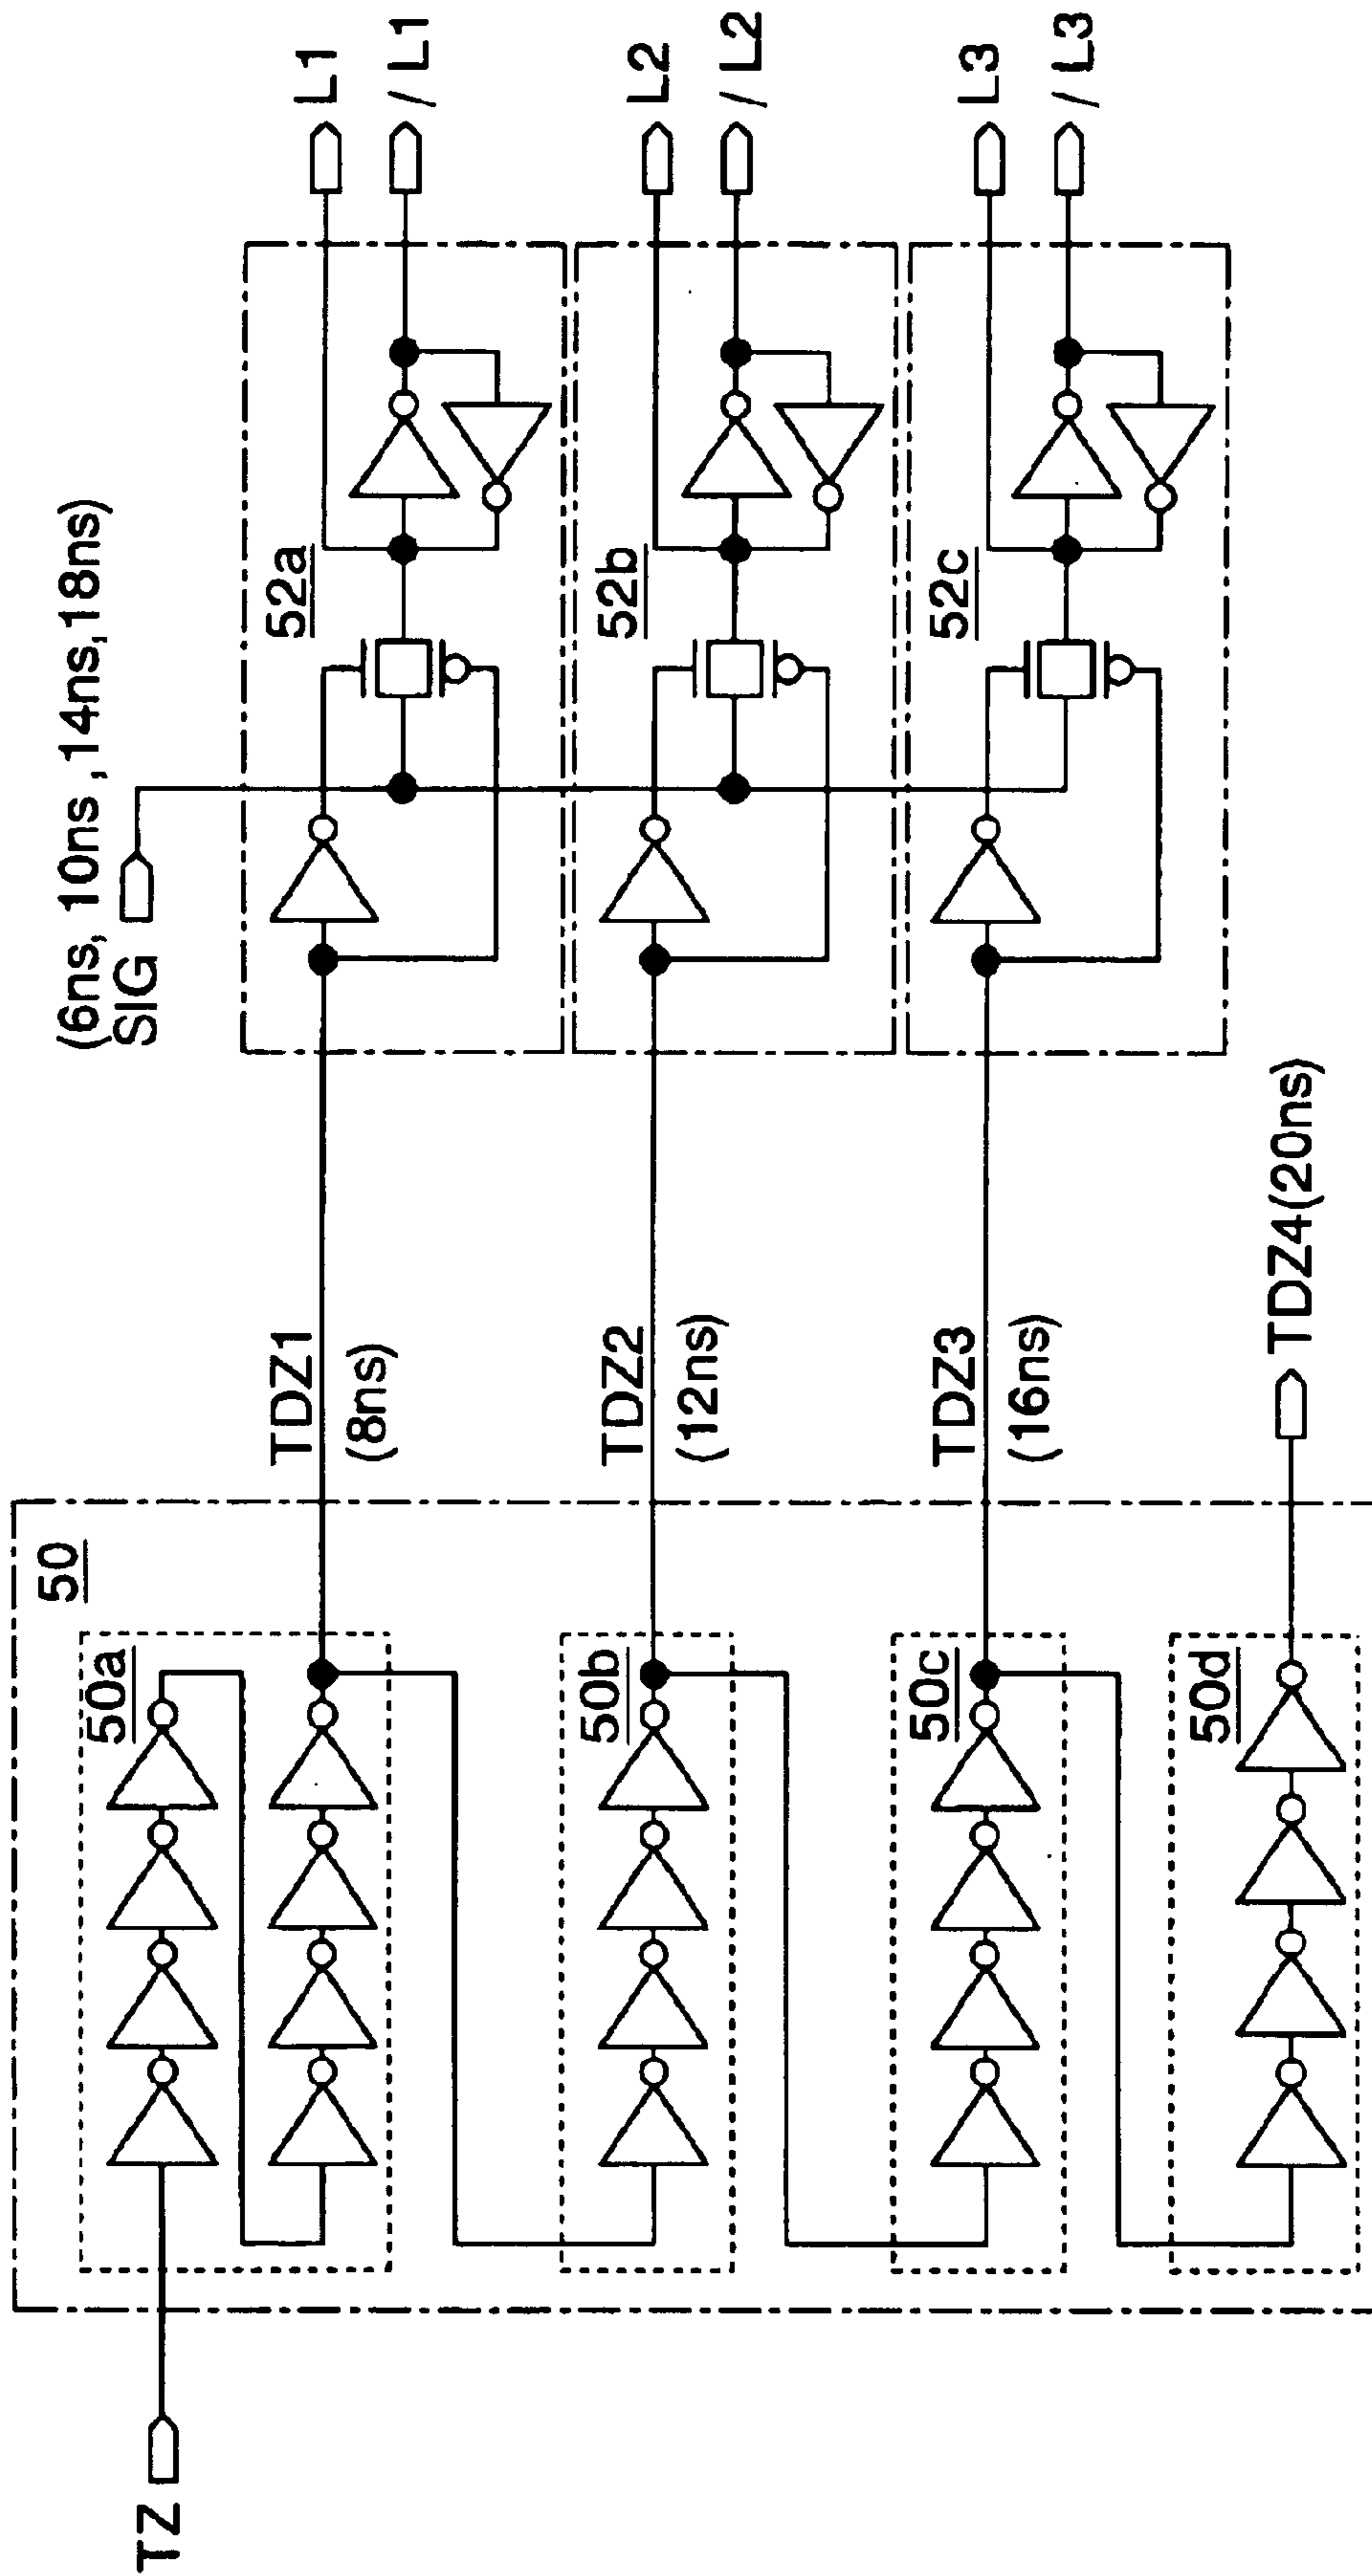 TZ
50
50a
50b
50c
50d
TDZ1
(8ns)
TDZ2
(12ns)
TDZ3
(16ns)
TDZ4(20ns)
(6ns, 10ns ,14ns,18ns)
SIG
52a
52b
52c
L1
/ L1
L2
/ L2
L3
/ L3